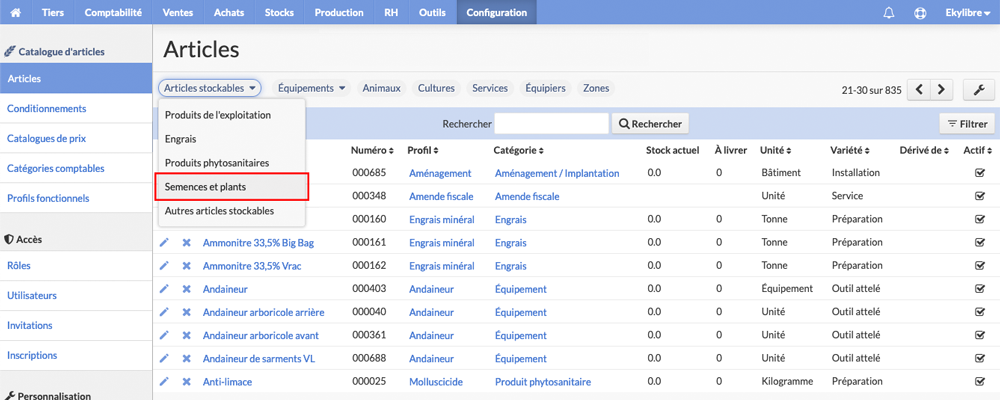 Tiers Comptabilité Ventes Achats Stocks Production RH Outils Configuration Ekylibre
Catalogue d'articles
Articles
Conditionnements
Catalogues de prix
Catégories comptables
Profils fonctionnels
Accès
Rôles
Utilisateurs
Invitations
Inscriptions
Personnalisation
Articles
Articles stockables Équipements Animaux Cultures Services Équipiers Zones 21-30 sur 835
Produits de l'exploitation
Engrais
Produits phytosanitaires
Semences et plants
Autres articles stockables
Rechercher Rechercher Filtrer
Numéro Profil Catégorie Stock actuel À livrer Unité Variété Dérivé de Actif
000685 Aménagement Aménagement / Implantation Bâtiment Installation
000348 Amende fiscale Amende fiscale Unité Service
000160 Engrais minéral Engrais 0.0 0 Tonne Préparation
Ammonitre 33,5% Big Bag 000161 Engrais minéral Engrais 0.0 0 Tonne Préparation
Ammonitre 33,5% Vrac 000162 Engrais minéral Engrais 0.0 0 Tonne Préparation
Andaineur 000403 Andaineur Équipement 0.0 0 Équipement Outil attelé
Andaineur arboricole arrière 000040 Andaineur Équipement 0.0 0 Unité Outil attelé
Andaineur arboricole avant 000361 Andaineur Équipement 0.0 0 Unité Outil attelé
Andaineur de sarments VL 000688 Andaineur Équipement 0.0 0 Unité Outil attelé
Anti-limace 000025 Molluscicide Produit phytosanitaire 0.0 0 Kilogramme Préparation